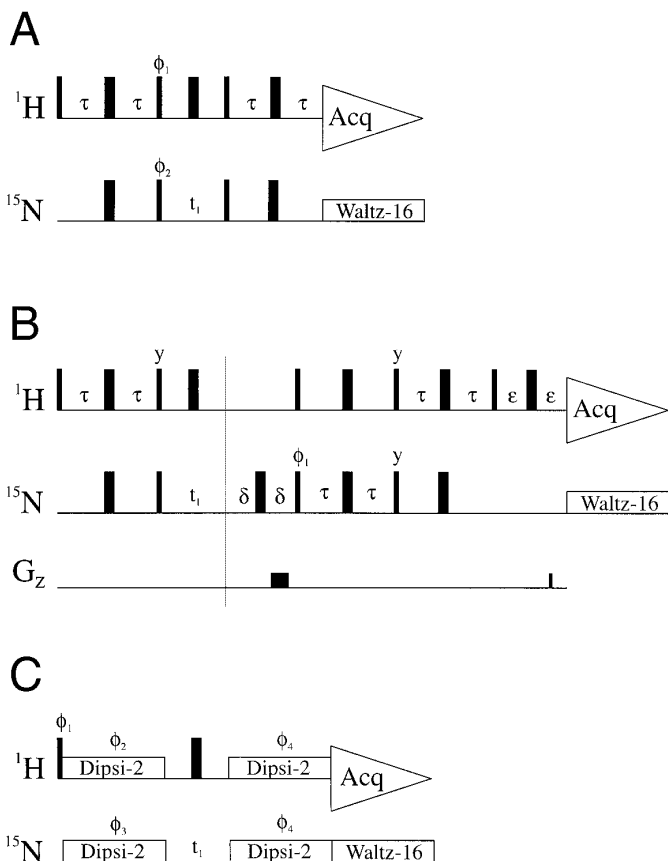 A
ϕ₁
¹H τ τ τ τ Acq
ϕ₂
¹⁵N t₁ Waltz-16
B
y y
¹H τ τ τ τ ε ε Acq
ϕ₁ y
¹⁵N t₁ δ δ τ τ Waltz-16
G_Z
C
ϕ₁ ϕ₂ ϕ₄
¹H Dipsi-2 Dipsi-2 Acq
ϕ₃ ϕ₄
¹⁵N Dipsi-2 t₁ Dipsi-2 Waltz-16